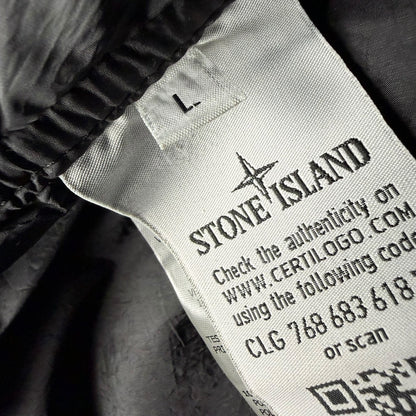 L
STONE ISLAND
Check the authenticity on
WWW.CERTILOGO.COM
using the following code
CLG 768 683 618
or scan